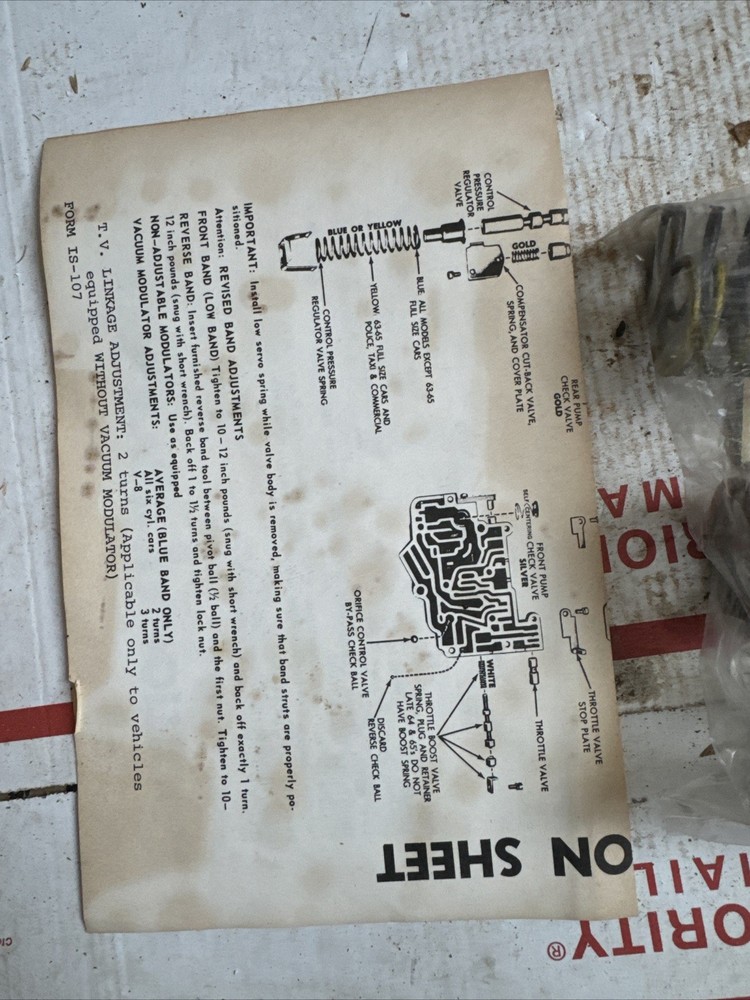 ON SHEET
THROTTLE VALVE
STOP PLATE
THROTTLE VALVE
REAR PUMP
CHECK VALVE
GOLD
FRONT PUMP
CHECK VALVE
SILVER
SELF CENTERING
WHITE
THROTTLE BOOST VALVE
SPRING, PLUG AND RETAINER
LATE 64 & 65's DO NOT
HAVE BOOST SPRING
DISCARD
REVERSE CHECK BALL
ORIFICE CONTROL VALVE
BY-PASS CHECK BALL
CONTROL
PRESSURE
REGULATOR
VALVE
GOLD
COMPENSATOR CUT-BACK VALVE,
SPRING, AND COVER PLATE
BLUE OR YELLOW
BLUE: ALL MODELS EXCEPT 63-65
FULL SIZE CARS
YELLOW: 63-65 FULL SIZE CARS AND
POLICE, TAXI & COMMERCIAL
CONTROL PRESSURE
REGULATOR VALVE SPRING
IMPORTANT: Install low servo spring while valve body is removed, making sure that band struts are properly po-
sitioned.
Attention: REVISED BAND ADJUSTMENTS
FRONT BAND (LOW BAND) Tighten to 10-12 inch pounds (snug with short wrench) and back off exactly 1 turn.
REVERSE BAND: Insert furnished reverse band tool between pivot ball (½ ball) and the first nut. Tighten to 10-
12 inch pounds (snug with short wrench). Back off 1 to 1½ turns and tighten lock nut.
NON-ADJUSTABLE MODULATORS: Use as equipped
VACUUM MODULATOR ADJUSTMENTS: AVERAGE (BLUE BAND ONLY)
All six cyl. cars 2 turns
V-8 3 turns
T.V. LINKAGE ADJUSTMENT: 2 turns (Applicable only to vehicles
equipped WITHOUT VACUUM MODULATOR)
FORM IS-107
RIO
MA
ORITY®
MAIL